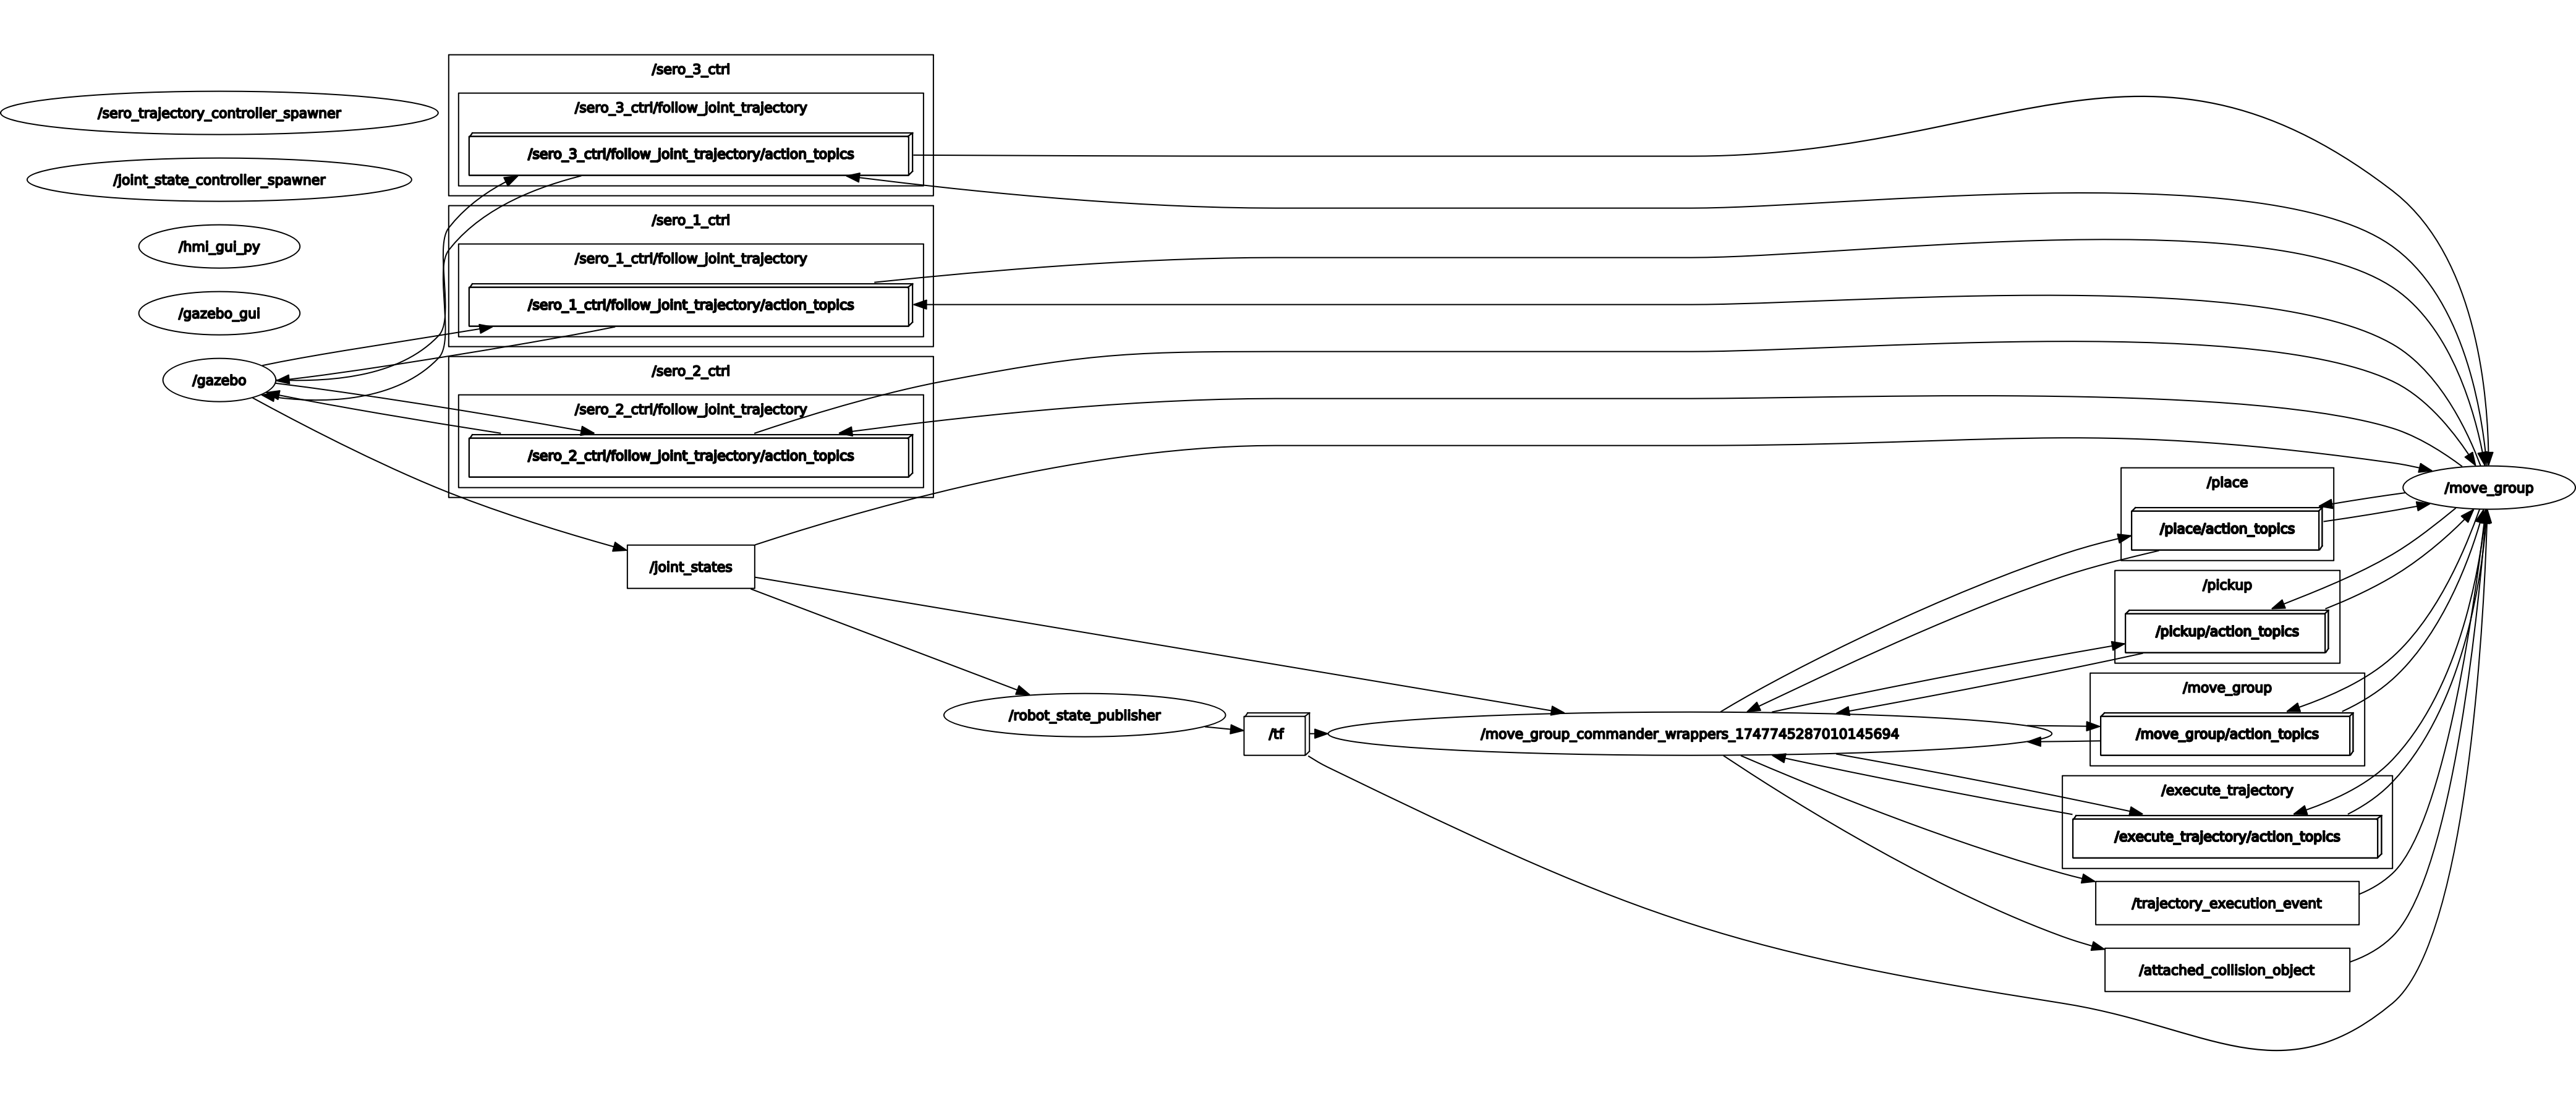 /sero_trajectory_controller_spawner
/joint_state_controller_spawner
/hmi_gui_py
/gazebo_gui
/gazebo
/sero_3_ctrl
/sero_3_ctrl/follow_joint_trajectory
/sero_3_ctrl/follow_joint_trajectory/action_topics
/sero_1_ctrl
/sero_1_ctrl/follow_joint_trajectory
/sero_1_ctrl/follow_joint_trajectory/action_topics
/sero_2_ctrl
/sero_2_ctrl/follow_joint_trajectory
/sero_2_ctrl/follow_joint_trajectory/action_topics
/joint_states
/robot_state_publisher
/tf
/move_group_commander_wrappers_1747745287010145694
/place
/place/action_topics
/pickup
/pickup/action_topics
/move_group
/move_group/action_topics
/execute_trajectory
/execute_trajectory/action_topics
/trajectory_execution_event
/attached_collision_object
/move_group